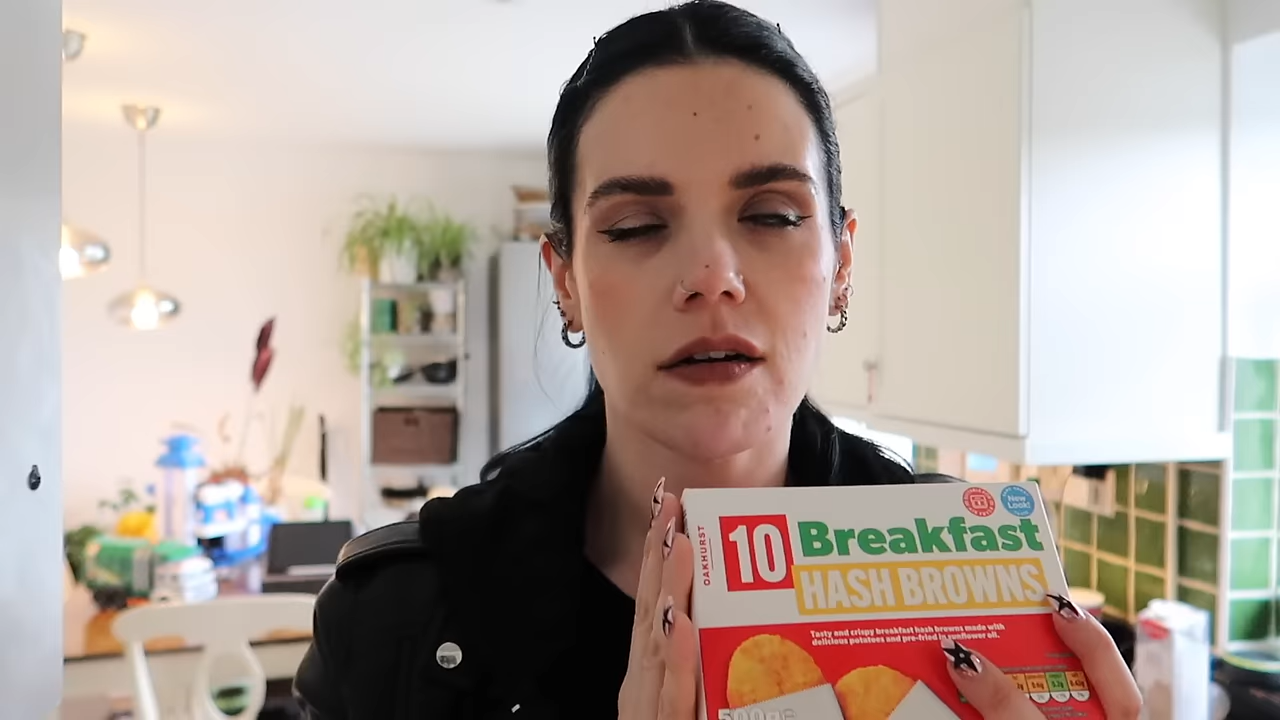 OAKHURST
10
Breakfast
HASH BROWNS
New
Look!
Tasty and crispy breakfast hash browns made with
delicious potatoes and pre-fried in sunflower oil.
500g e